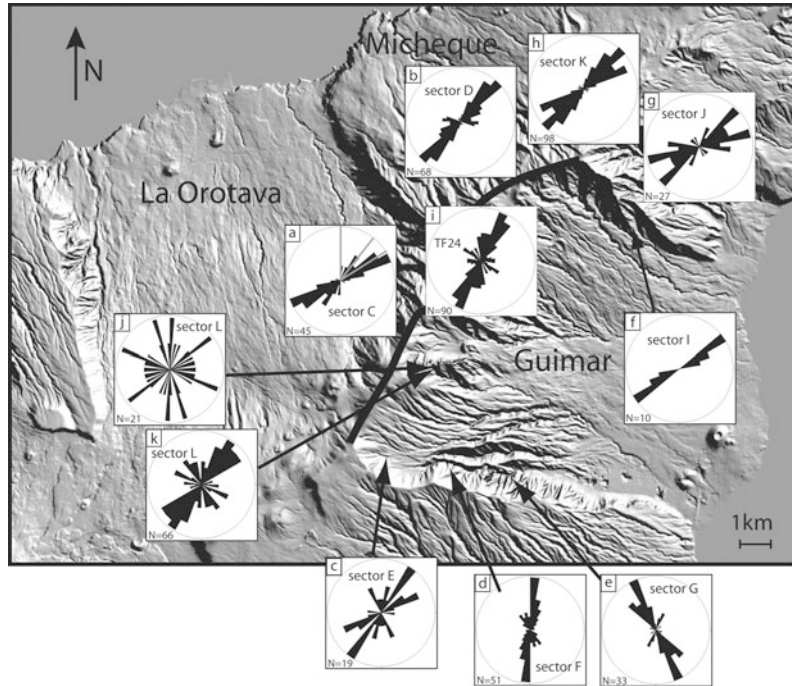 Micheque
N
La Orotava
Guimar
1km
a
sector C
N=45
b
sector D
N=68
h
sector K
N=98
g
sector J
N=27
i
TF24
N=90
j
sector L
N=21
k
sector L
N=66
f
sector I
N=10
c
sector E
N=19
d
sector F
N=51
e
sector G
N=33